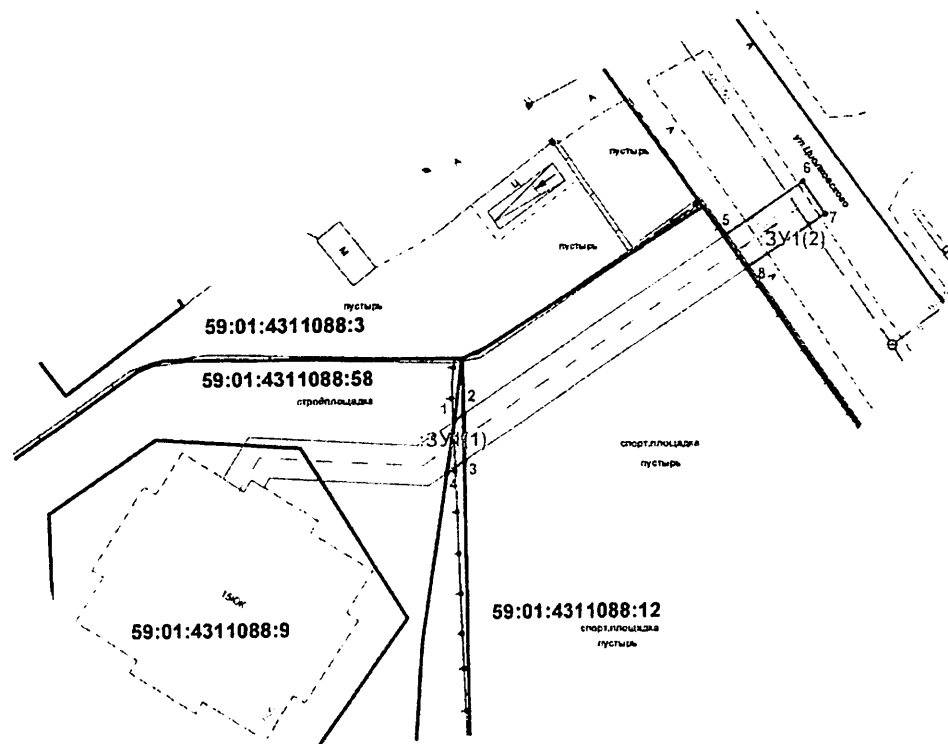 пустырь
ул.Циолковского
6
7
5
:ЗУ1(2)
8
пустырь
М
пустырь
59:01:4311088:3
59:01:4311088:58
стройплощадка
1
2
:ЗУ1(1)
3
4
спорт.площадка
пустырь
59:01:4311088:12
спорт.площадка
пустырь
59:01:4311088:9